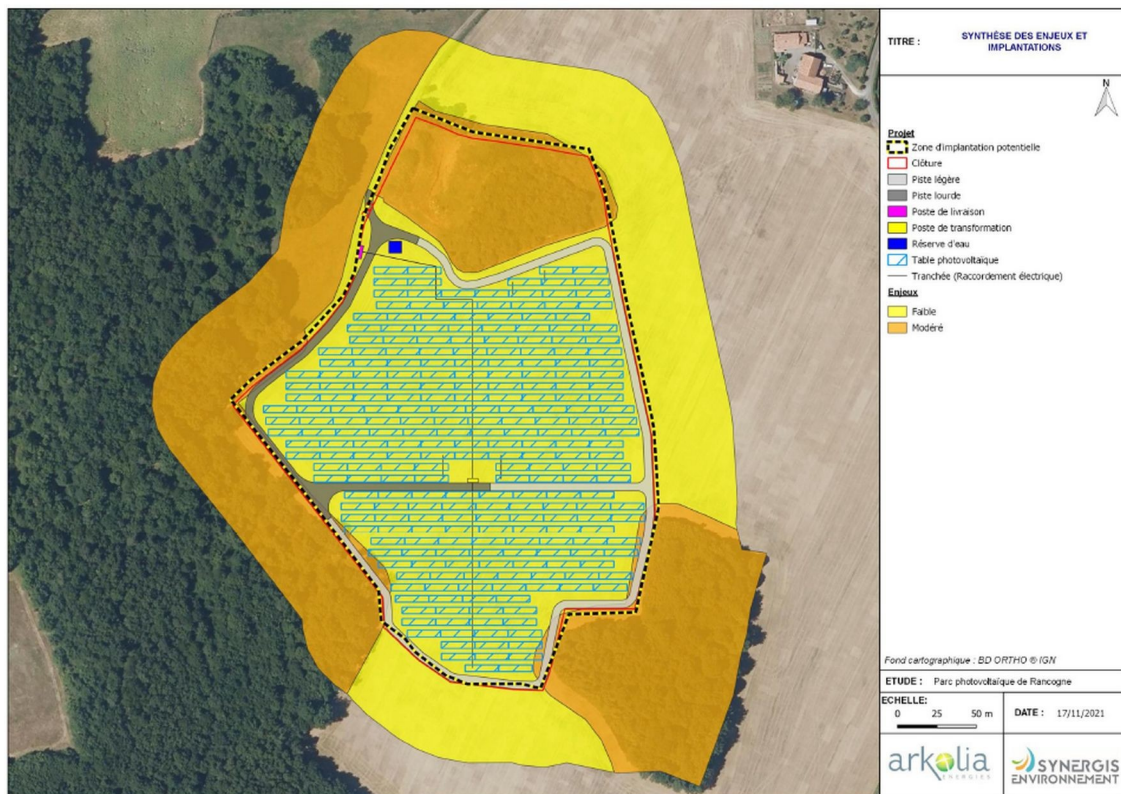 TITRE :
SYNTHÈSE DES ENJEUX ET
IMPLANTATIONS
N
Projet
Zone d'implantation potentielle
Clôture
Piste légère
Piste lourde
Poste de livraison
Poste de transformation
Réserve d'eau
Table photovoltaïque
Tranchée (Raccordement électrique)
Enjeux
Faible
Modéré
Fond cartographique : BD ORTHO ® IGN
ETUDE : Parc photovoltaïque de Rancogne
ECHELLE:
0 25 50 m
DATE : 17/11/2021
arkolia
ENERGIES
SYNERGIS
ENVIRONNEMENT